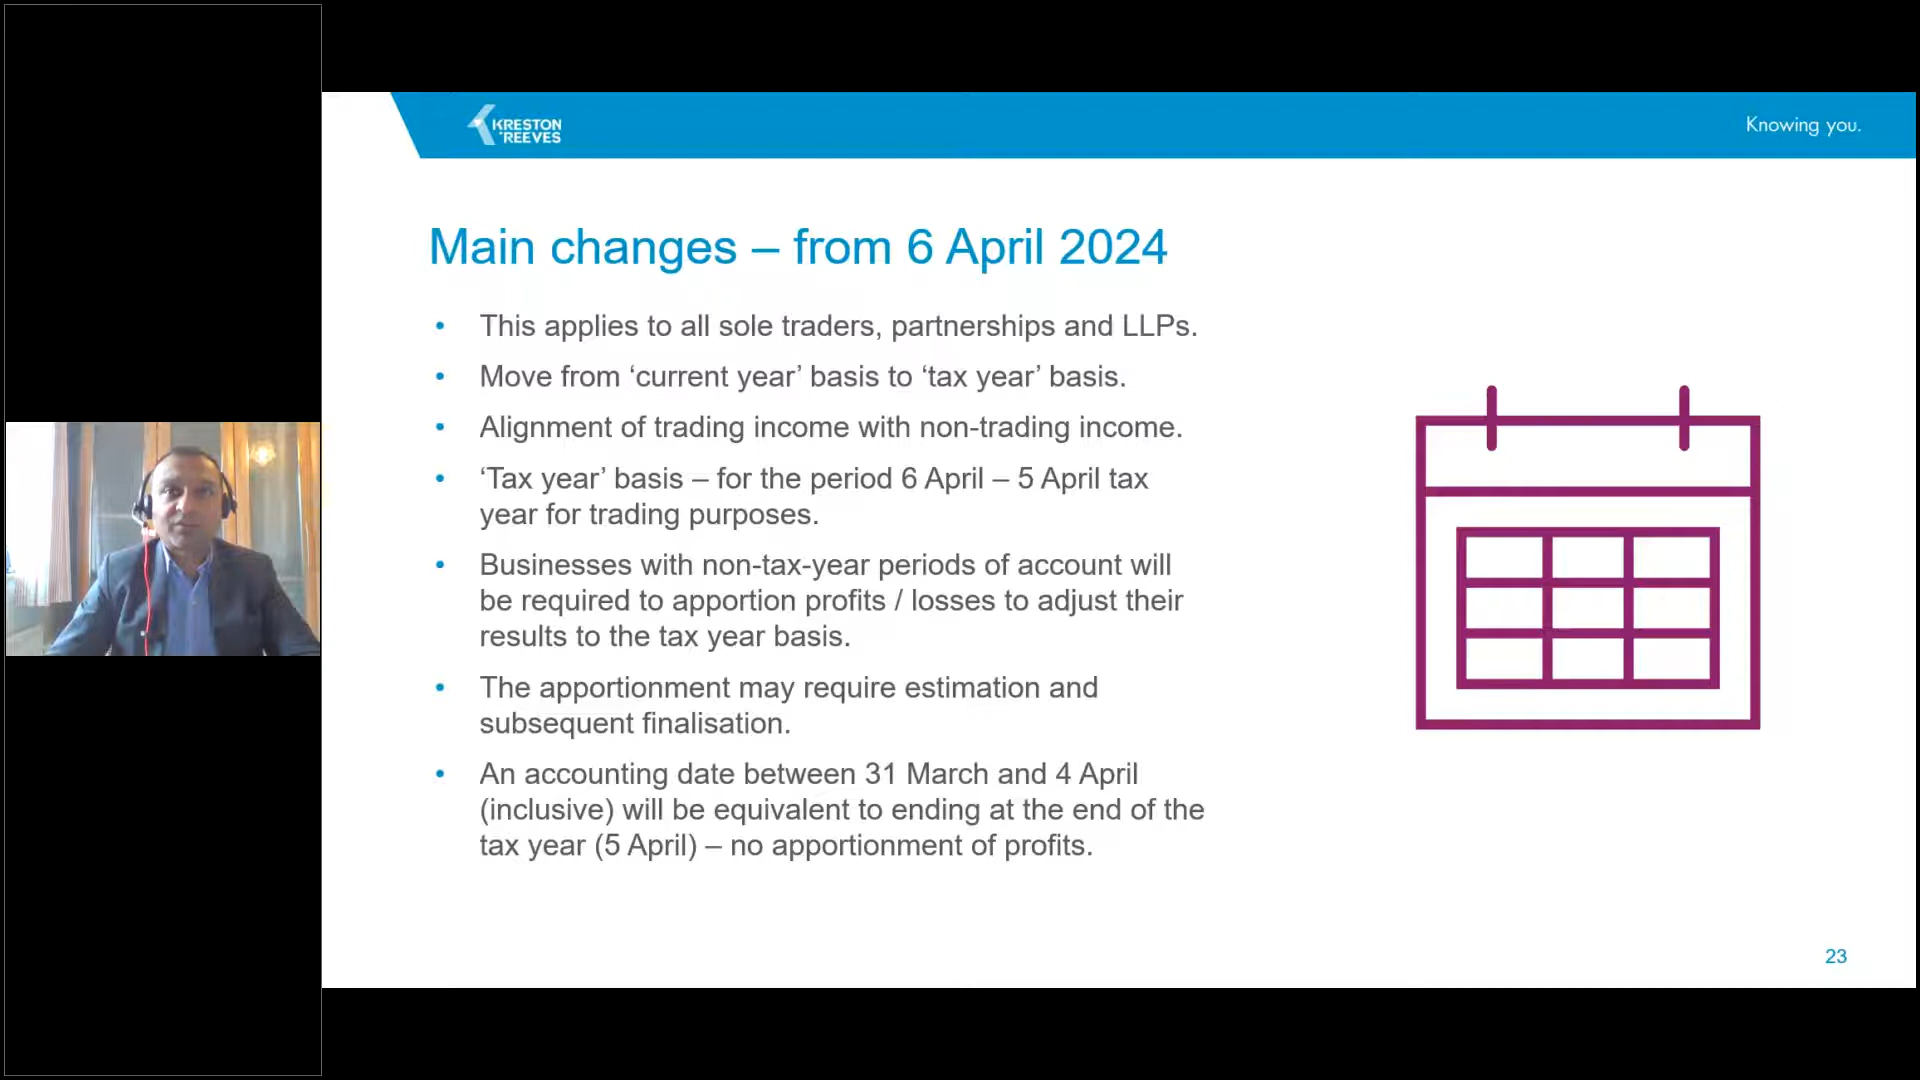 KRESTON
REEVES
Knowing you.
Main changes – from 6 April 2024
• This applies to all sole traders, partnerships and LLPs.
• Move from ‘current year’ basis to ‘tax year’ basis.
• Alignment of trading income with non-trading income.
• ‘Tax year’ basis – for the period 6 April – 5 April tax
year for trading purposes.
• Businesses with non-tax-year periods of account will
be required to apportion profits / losses to adjust their
results to the tax year basis.
• The apportionment may require estimation and
subsequent finalisation.
• An accounting date between 31 March and 4 April
(inclusive) will be equivalent to ending at the end of the
tax year (5 April) – no apportionment of profits.
23